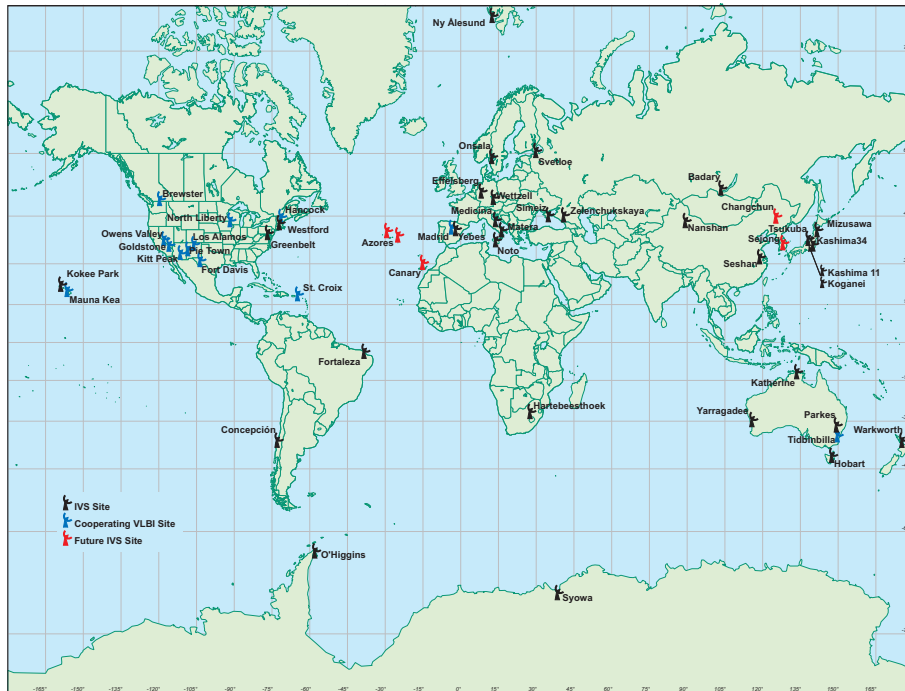 Ny Alesund
Onsala
Svetloe
Badary
Effelsberg
Brewster
Wettzell
Changchun
Hancock
Medicina
Simeiz
Zelenchukskaya
North Liberty
Westford
Nanshan
Tsukuba
Mizusawa
Owens Valley
Los Alamos
Greenbelt
Azores
Madrid
Yebes
Matera
Sejong
Kashima34
Goldstone
Pie Town
Noto
Kitt Peak
Fort Davis
Canary
Seshan
Kashima 11
Kokee Park
Koganei
Mauna Kea
St. Croix
Fortaleza
Katherine
Hartebeesthoek
Yarragadee
Parkes
Concepción
Tidbinbilla
Warkworth
Hobart
IVS Site
Cooperating VLBI Site
Future IVS Site
O'Higgins
Syowa
-165° -150° -135° -120° -105° -90° -75° -60° -45° -30° -15° 0° 15° 30° 45° 60° 75° 90° 105° 120° 135° 150° 165°